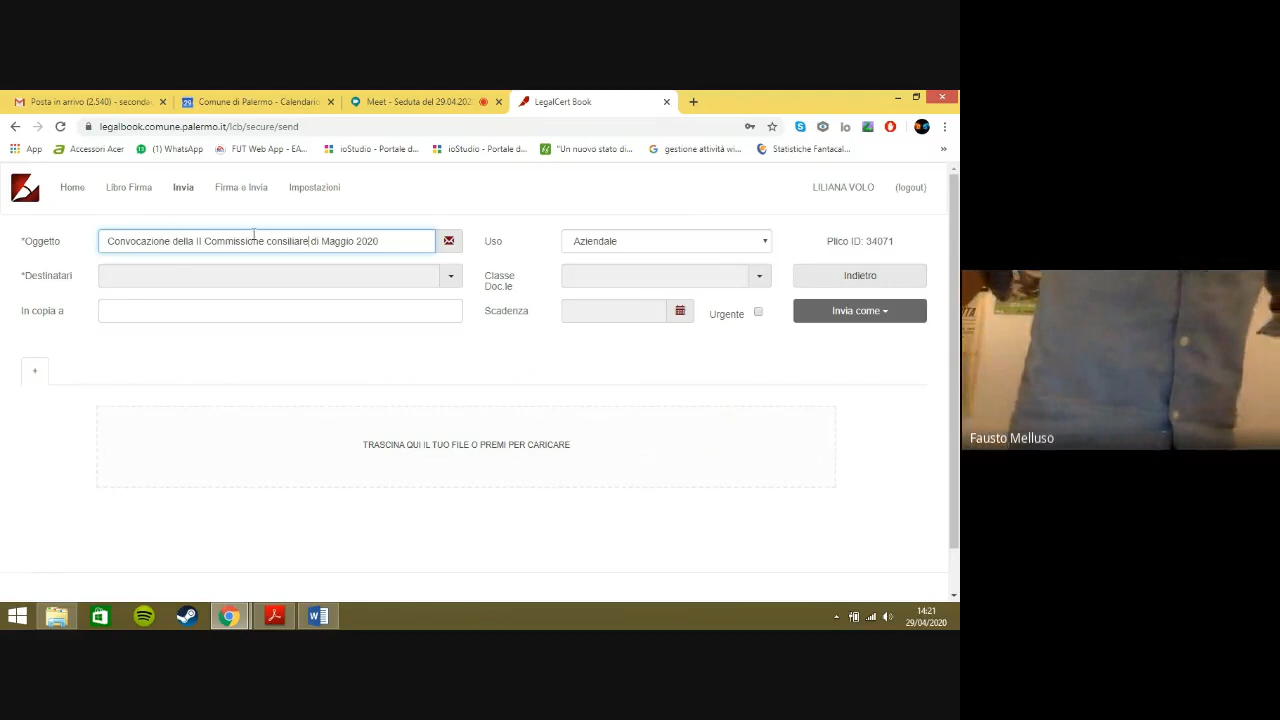 Posta in arrivo (2.540) - seconda
29 Comune di Palermo - Calendario
Meet - Seduta del 29.04.202
LegalCert Book
legalbook.comune.palermo.it/lcb/secure/send
App
Accessori Acer
(1) WhatsApp
FUT Web App - EA...
ioStudio - Portale d...
ioStudio - Portale d...
"Un nuovo stato di...
gestione attività wi...
Statistiche Fantacal...
Home
Libro Firma
Invia
Firma e Invia
Impostazioni
LILIANA VOLO
(logout)
*Oggetto
Convocazione della II Commissione consiliare di Maggio 2020
Uso
Aziendale
Plico ID: 34071
*Destinatari
Classe
Doc.le
Indietro
In copia a
Scadenza
Urgente
Invia come
+
TRASCINA QUI IL TUO FILE O PREMI PER CARICARE
Fausto Melluso
14:21
29/04/2020